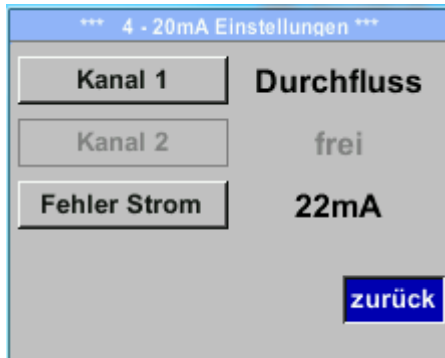 *** 4 - 20mA Einstellungen ***
Kanal 1 Durchfluss
Kanal 2 frei
Fehler Strom 22mA
zurück